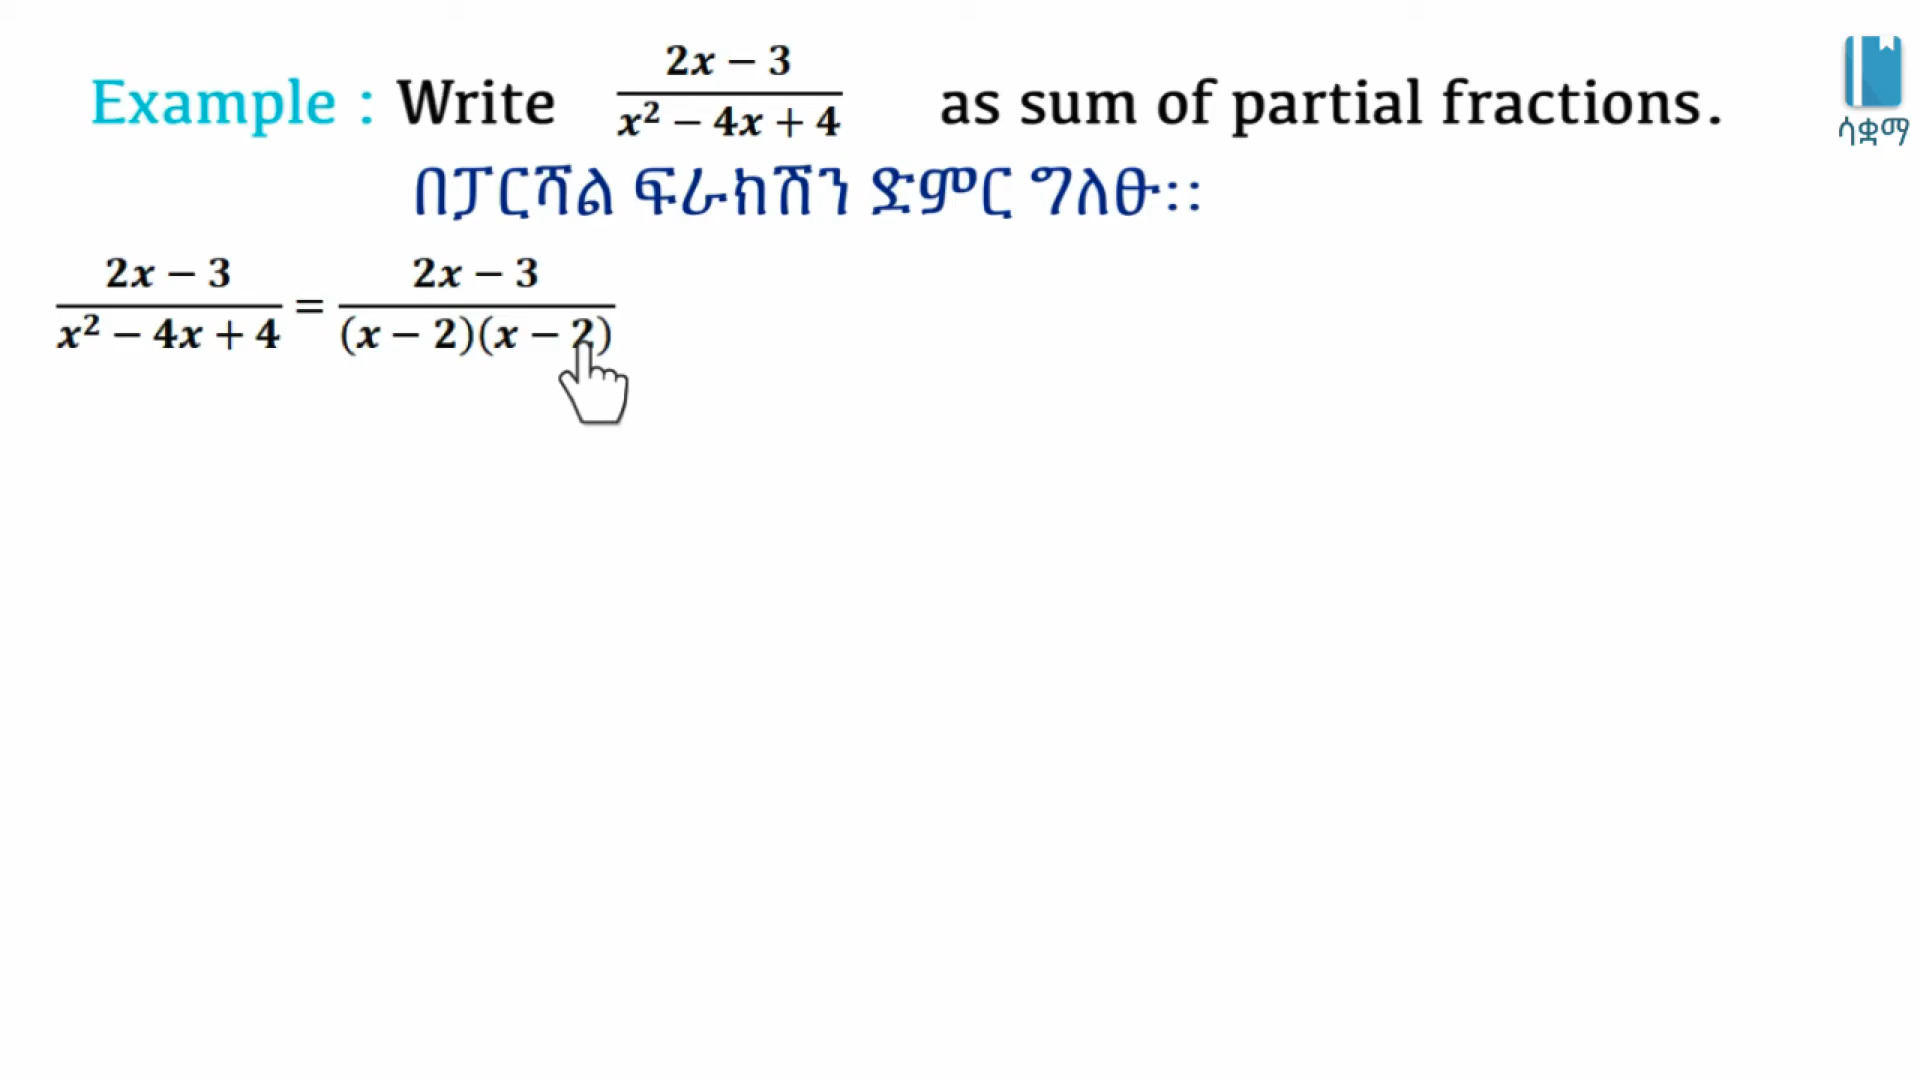 Example : Write (2x − 3)/(x² − 4x + 4) as sum of partial fractions.
ሳቋማ
በፓርሻል ፍራክሽን ድምር ግለፁ፡፡
(2x − 3)/(x² − 4x + 4) = (2x − 3)/((x − 2)(x − 2))